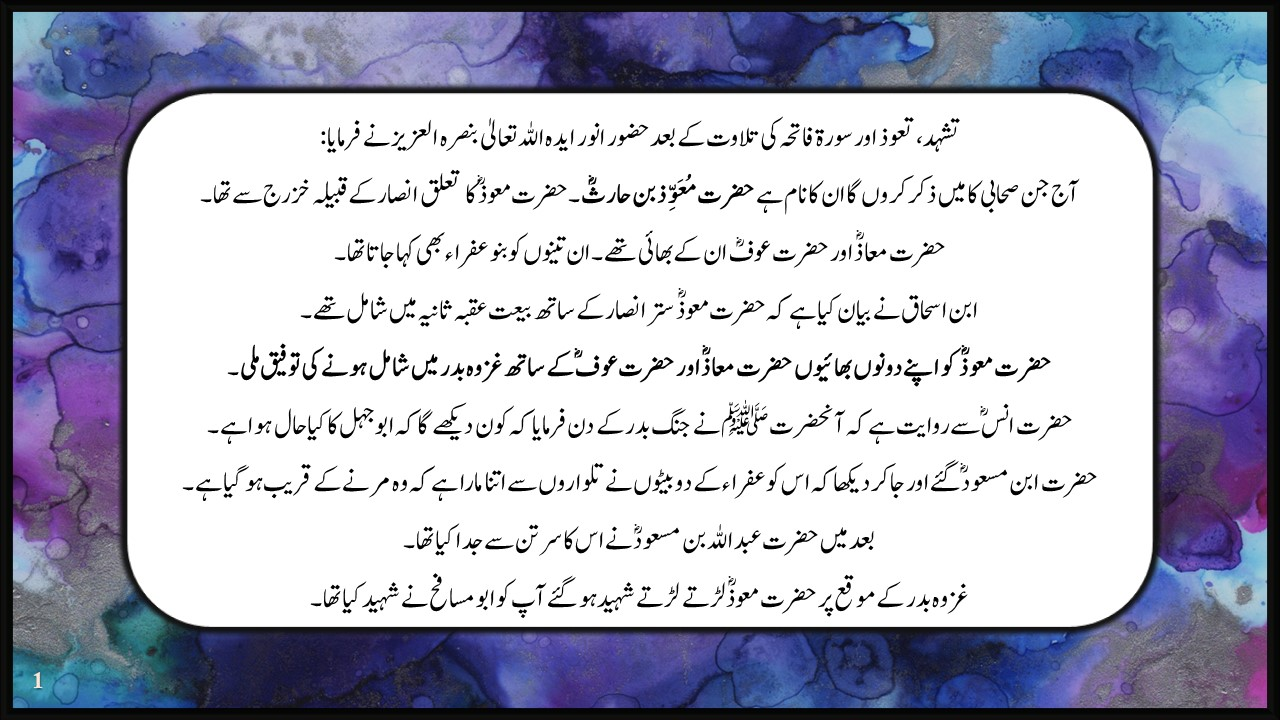 تشہد، تعوذ اور سورۃ فاتحہ کی تلاوت کے بعد حضور انور ایدہ اللہ تعالیٰ بنصرہ العزیز نے فرمایا:
آج جن صحابی کا میں ذکر کروں گا ان کا نام ہے حضرت مُعَوِّذ بن حارثؓ۔ حضرت معوذؓ کا تعلق انصار کے قبیلہ خزرج سے تھا۔
حضرت معاذؓ اور حضرت عوفؓ ان کے بھائی تھے۔ ان تینوں کو بنو عفراء بھی کہا جاتا تھا۔
ابن اسحاق نے بیان کیا ہے کہ حضرت معوذؓ ستر انصار کے ساتھ بیعت عقبہ ثانیہ میں شامل تھے۔
حضرت معوذؓ کو اپنے دونوں بھائیوں حضرت معاذؓ اور حضرت عوفؓ کے ساتھ غزوہ بدر میں شامل ہونے کی توفیق ملی۔
حضرت انسؓ سے روایت ہے کہ آنحضرت ﷺ نے جنگ بدر کے دن فرمایا کہ کون دیکھے گا کہ ابوجہل کا کیا حال ہوا ہے۔
حضرت ابن مسعودؓ گئے اور جا کر دیکھا کہ اس کو عفراء کے دو بیٹوں نے تلواروں سے اتنا مارا ہے کہ وہ مرنے کے قریب ہو گیا ہے۔
بعد میں حضرت عبد اللہ بن مسعودؓ نے اس کا سر تن سے جدا کیا تھا۔
غزوہ بدر کے موقع پر حضرت معوذؓ لڑتے لڑتے شہید ہو گئے آپ کو ابو مسافح نے شہید کیا تھا۔
1